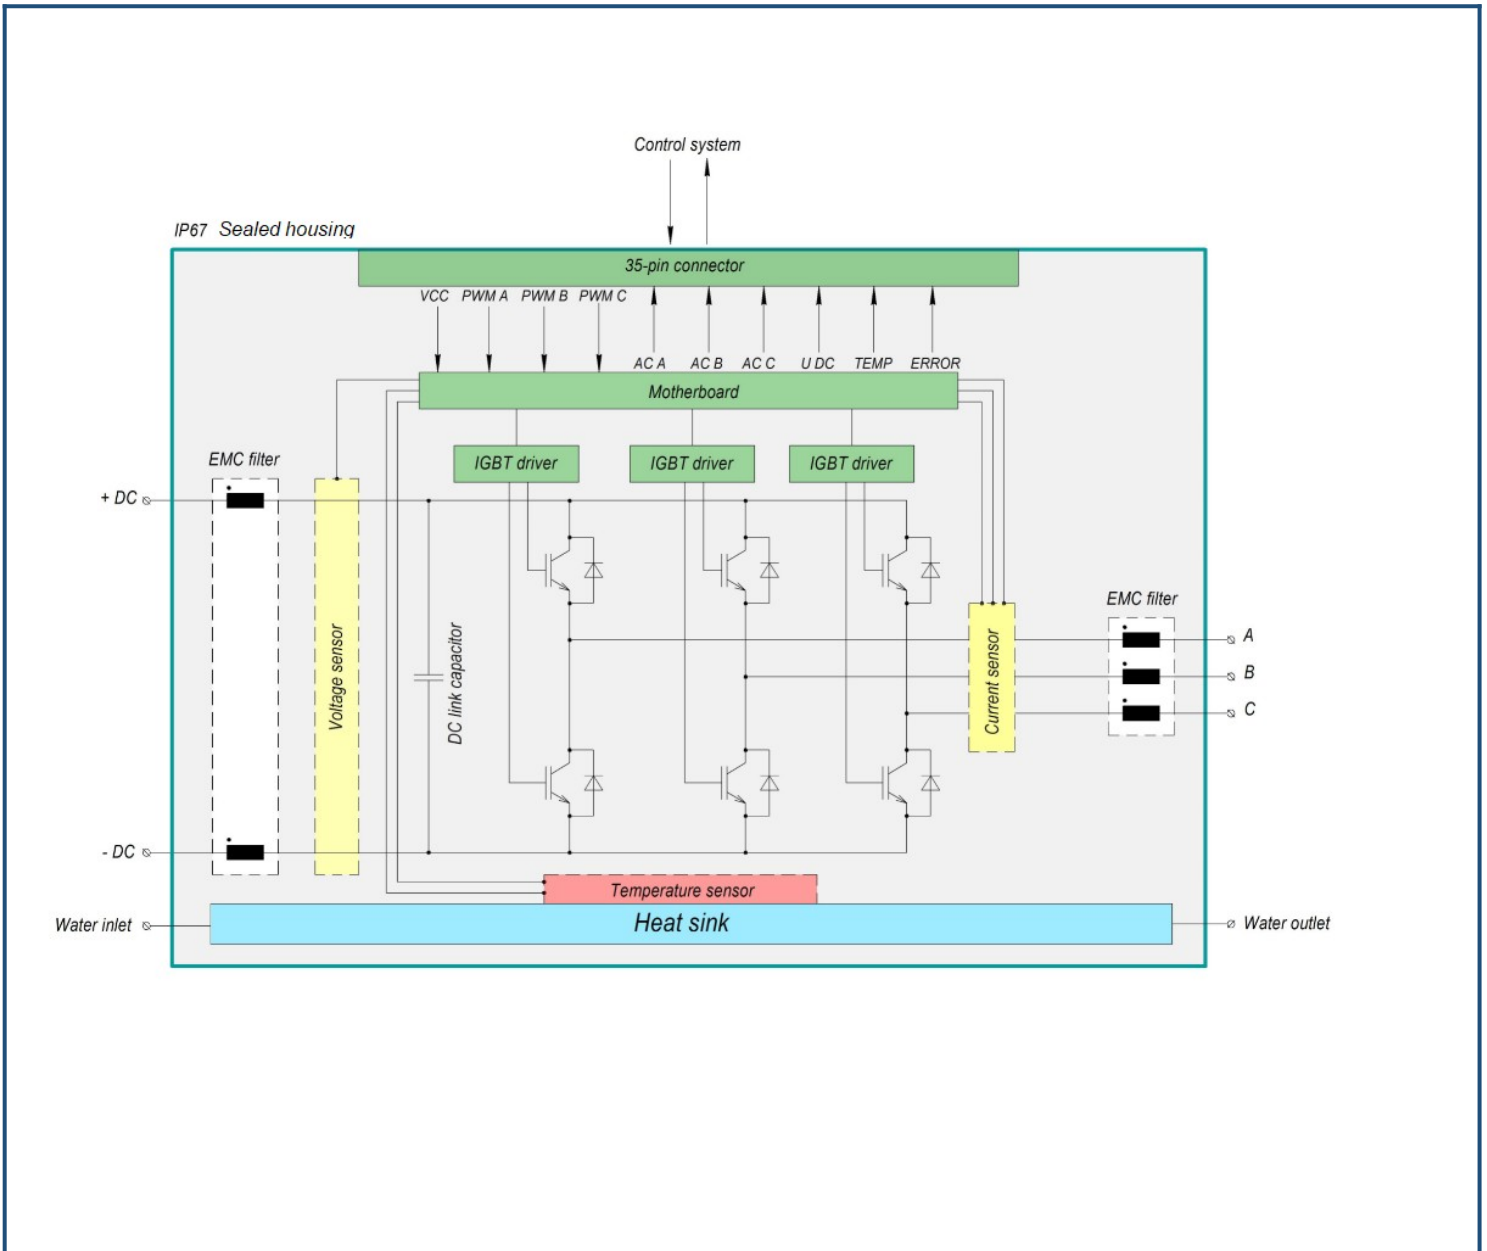 Control system
IP67 Sealed housing
35-pin connector
VCC PWM A PWM B PWM C
AC A AC B AC C U DC TEMP ERROR
Motherboard
EMC filter
IGBT driver IGBT driver IGBT driver
+ DC
Voltage sensor
DC link capacitor
Current sensor
EMC filter
A
B
C
- DC
Temperature sensor
Water inlet
Heat sink
Water outlet